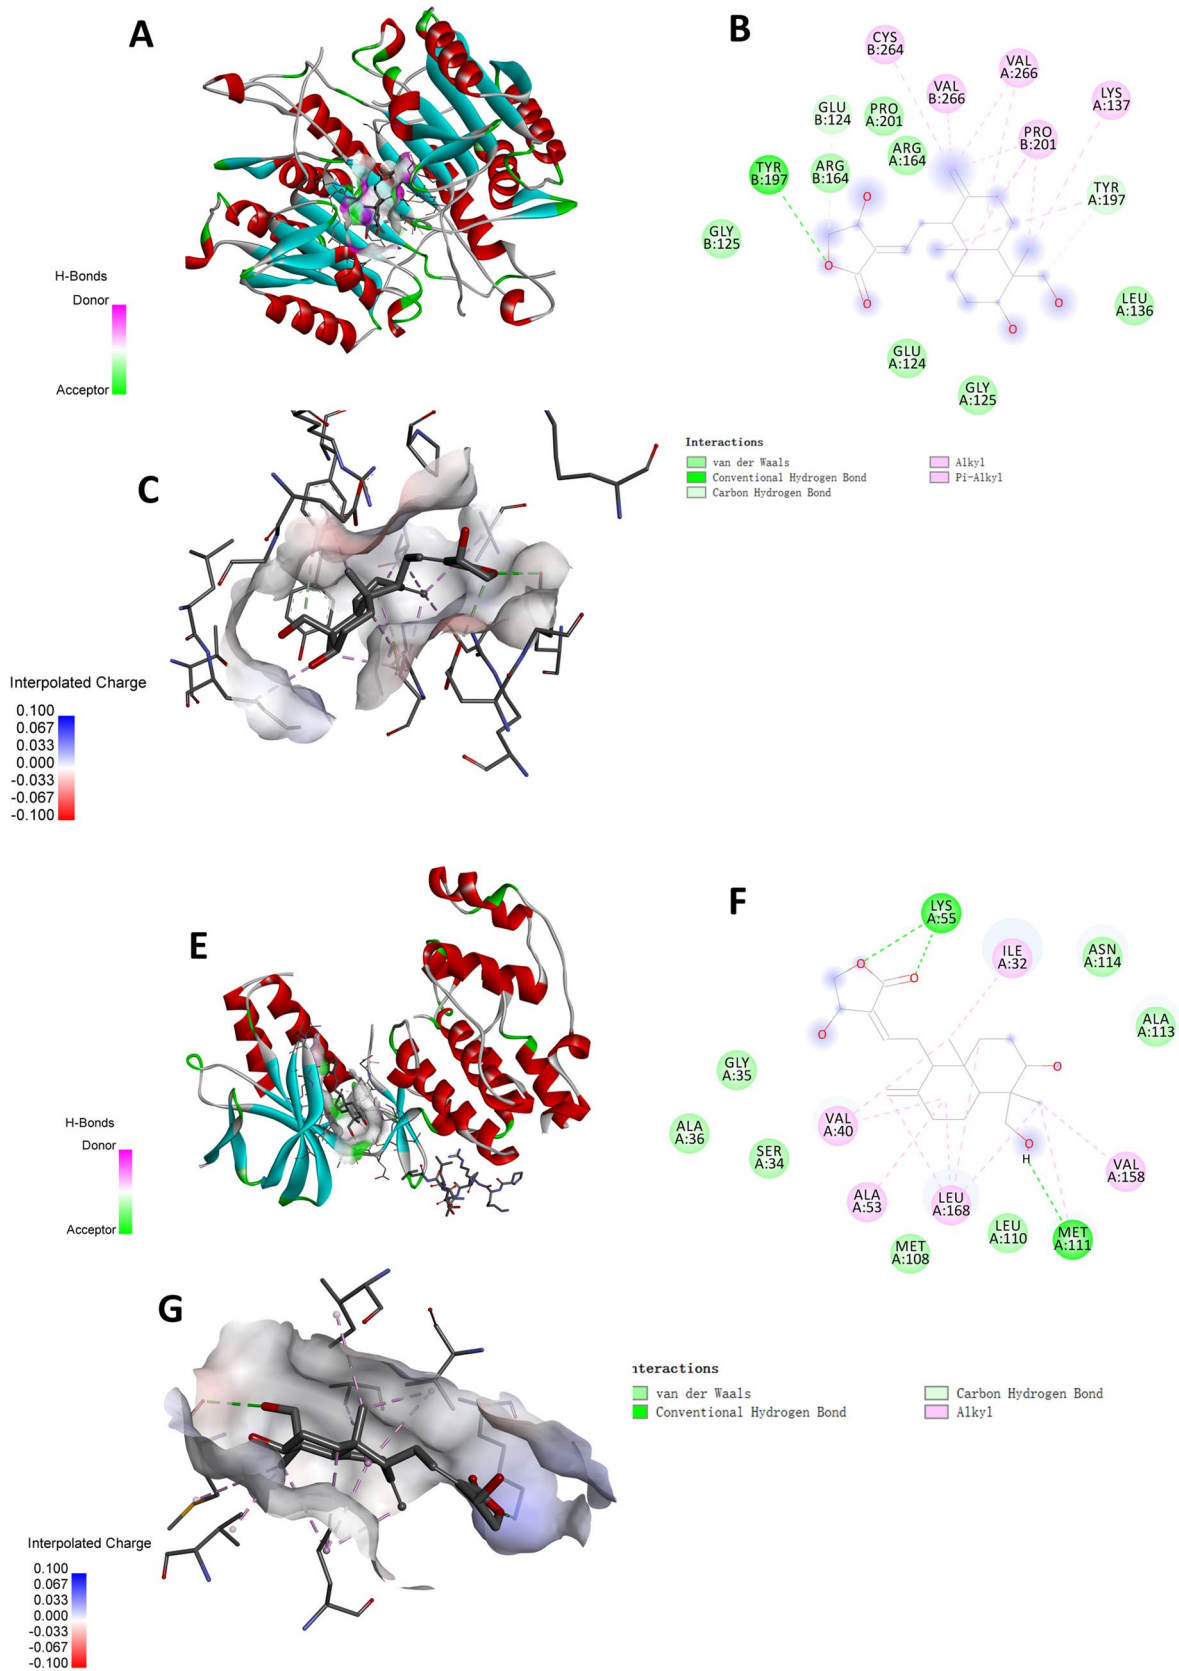 A
H-Bonds
Donor
Acceptor
B
CYS
B:264
VAL
A:266
VAL
B:266
LYS
A:137
GLU
B:124
PRO
A:201
PRO
B:201
ARG
A:164
TYR
B:197
ARG
B:164
TYR
A:197
GLY
B:125
O
O
O
O
O
LEU
A:136
GLU
A:124
GLY
A:125
Interactions
van der Waals
Conventional Hydrogen Bond
Carbon Hydrogen Bond
Alkyl
Pi-Alkyl
C
Interpolated Charge
0.100
0.067
0.033
0.000
-0.033
-0.067
-0.100
E
H-Bonds
Donor
Acceptor
F
LYS
A:55
ILE
A:32
ASN
A:114
ALA
A:113
O
O
O
O
O
H
GLY
A:35
VAL
A:40
ALA
A:36
SER
A:34
VAL
A:158
ALA
A:53
LEU
A:168
LEU
A:110
MET
A:111
MET
A:108
G
nteractions
van der Waals
Conventional Hydrogen Bond
Carbon Hydrogen Bond
Alkyl
Interpolated Charge
0.100
0.067
0.033
0.000
-0.033
-0.067
-0.100